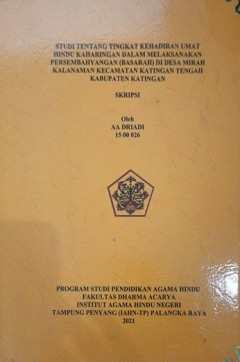 STUDI TENTANG TINGKAT KEHADIRAN UMAT
HINDU KAHARINGAN DALAM MELAKSANAKAN
PERSEMBAHYANGAN (BASARAH) DI DESA MIRAH
KALANAMAN KECAMATAN KATINGAN TENGAH
KABUPATEN KATINGAN
SKRIPSI
Oleh
AA DRIADI
15 00 026
PROGRAM STUDI PENDIDIKAN AGAMA HINDU
FAKULTAS DHARMA ACARYA
INSTITUT AGAMA HINDU NEGERI
TAMPUNG PENYANG (IAHN-TP) PALANGKA RAYA
2021